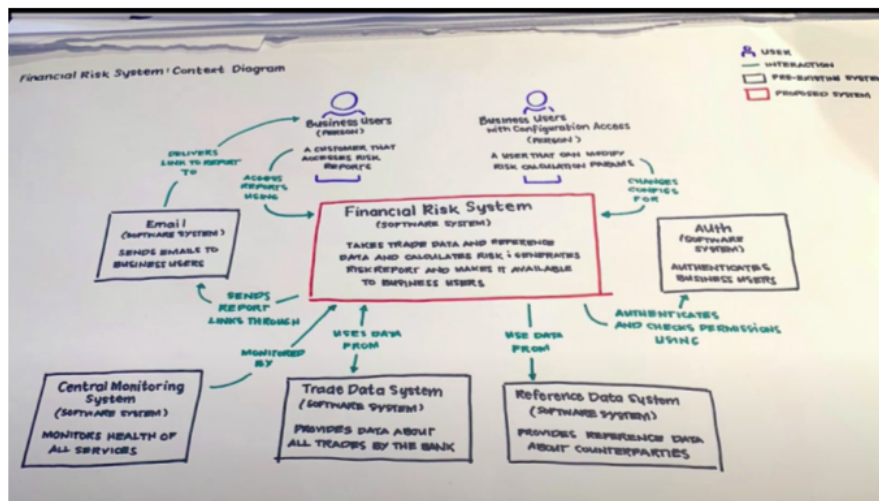 Financial Risk System: Context Diagram
USER
INTERACTION
PRE-EXISTING SYSTEM
PROPOSED SYSTEM
Business Users
(PERSON)
A CUSTOMER THAT
ACCESSES RISK
REPORTS
Business Users
with Configuration Access
(PERSON)
A USER THAT CAN MODIFY
RISK CALCULATION PARAMS
DELIVERS
LINK TO REPORT
TO
ACCESS
REPORTS
USING
CHANGES
CONFIGS
FOR
Email
(SOFTWARE SYSTEM)
SENDS EMAILS TO
BUSINESS USERS
Financial Risk System
(SOFTWARE SYSTEM)
TAKES TRADE DATA AND REFERENCE
DATA AND CALCULATES RISK; GENERATES
RISK REPORT AND MAKES IT AVAILABLE
TO BUSINESS USERS
Auth
(SOFTWARE
SYSTEM)
AUTHENTICATES
BUSINESS USERS
SENDS
REPORT
LINKS THROUGH
MONITORED
BY
USES DATA
FROM
USE DATA
FROM
AUTHENTICATES
AND CHECKS PERMISSIONS
USING
Central Monitoring
System
(SOFTWARE SYSTEM)
MONITORS HEALTH OF
ALL SERVICES
Trade Data System
(SOFTWARE SYSTEM)
PROVIDES DATA ABOUT
ALL TRADES BY THE BANK
Reference Data System
(SOFTWARE SYSTEM)
PROVIDES REFERENCE DATA
ABOUT COUNTERPARTIES